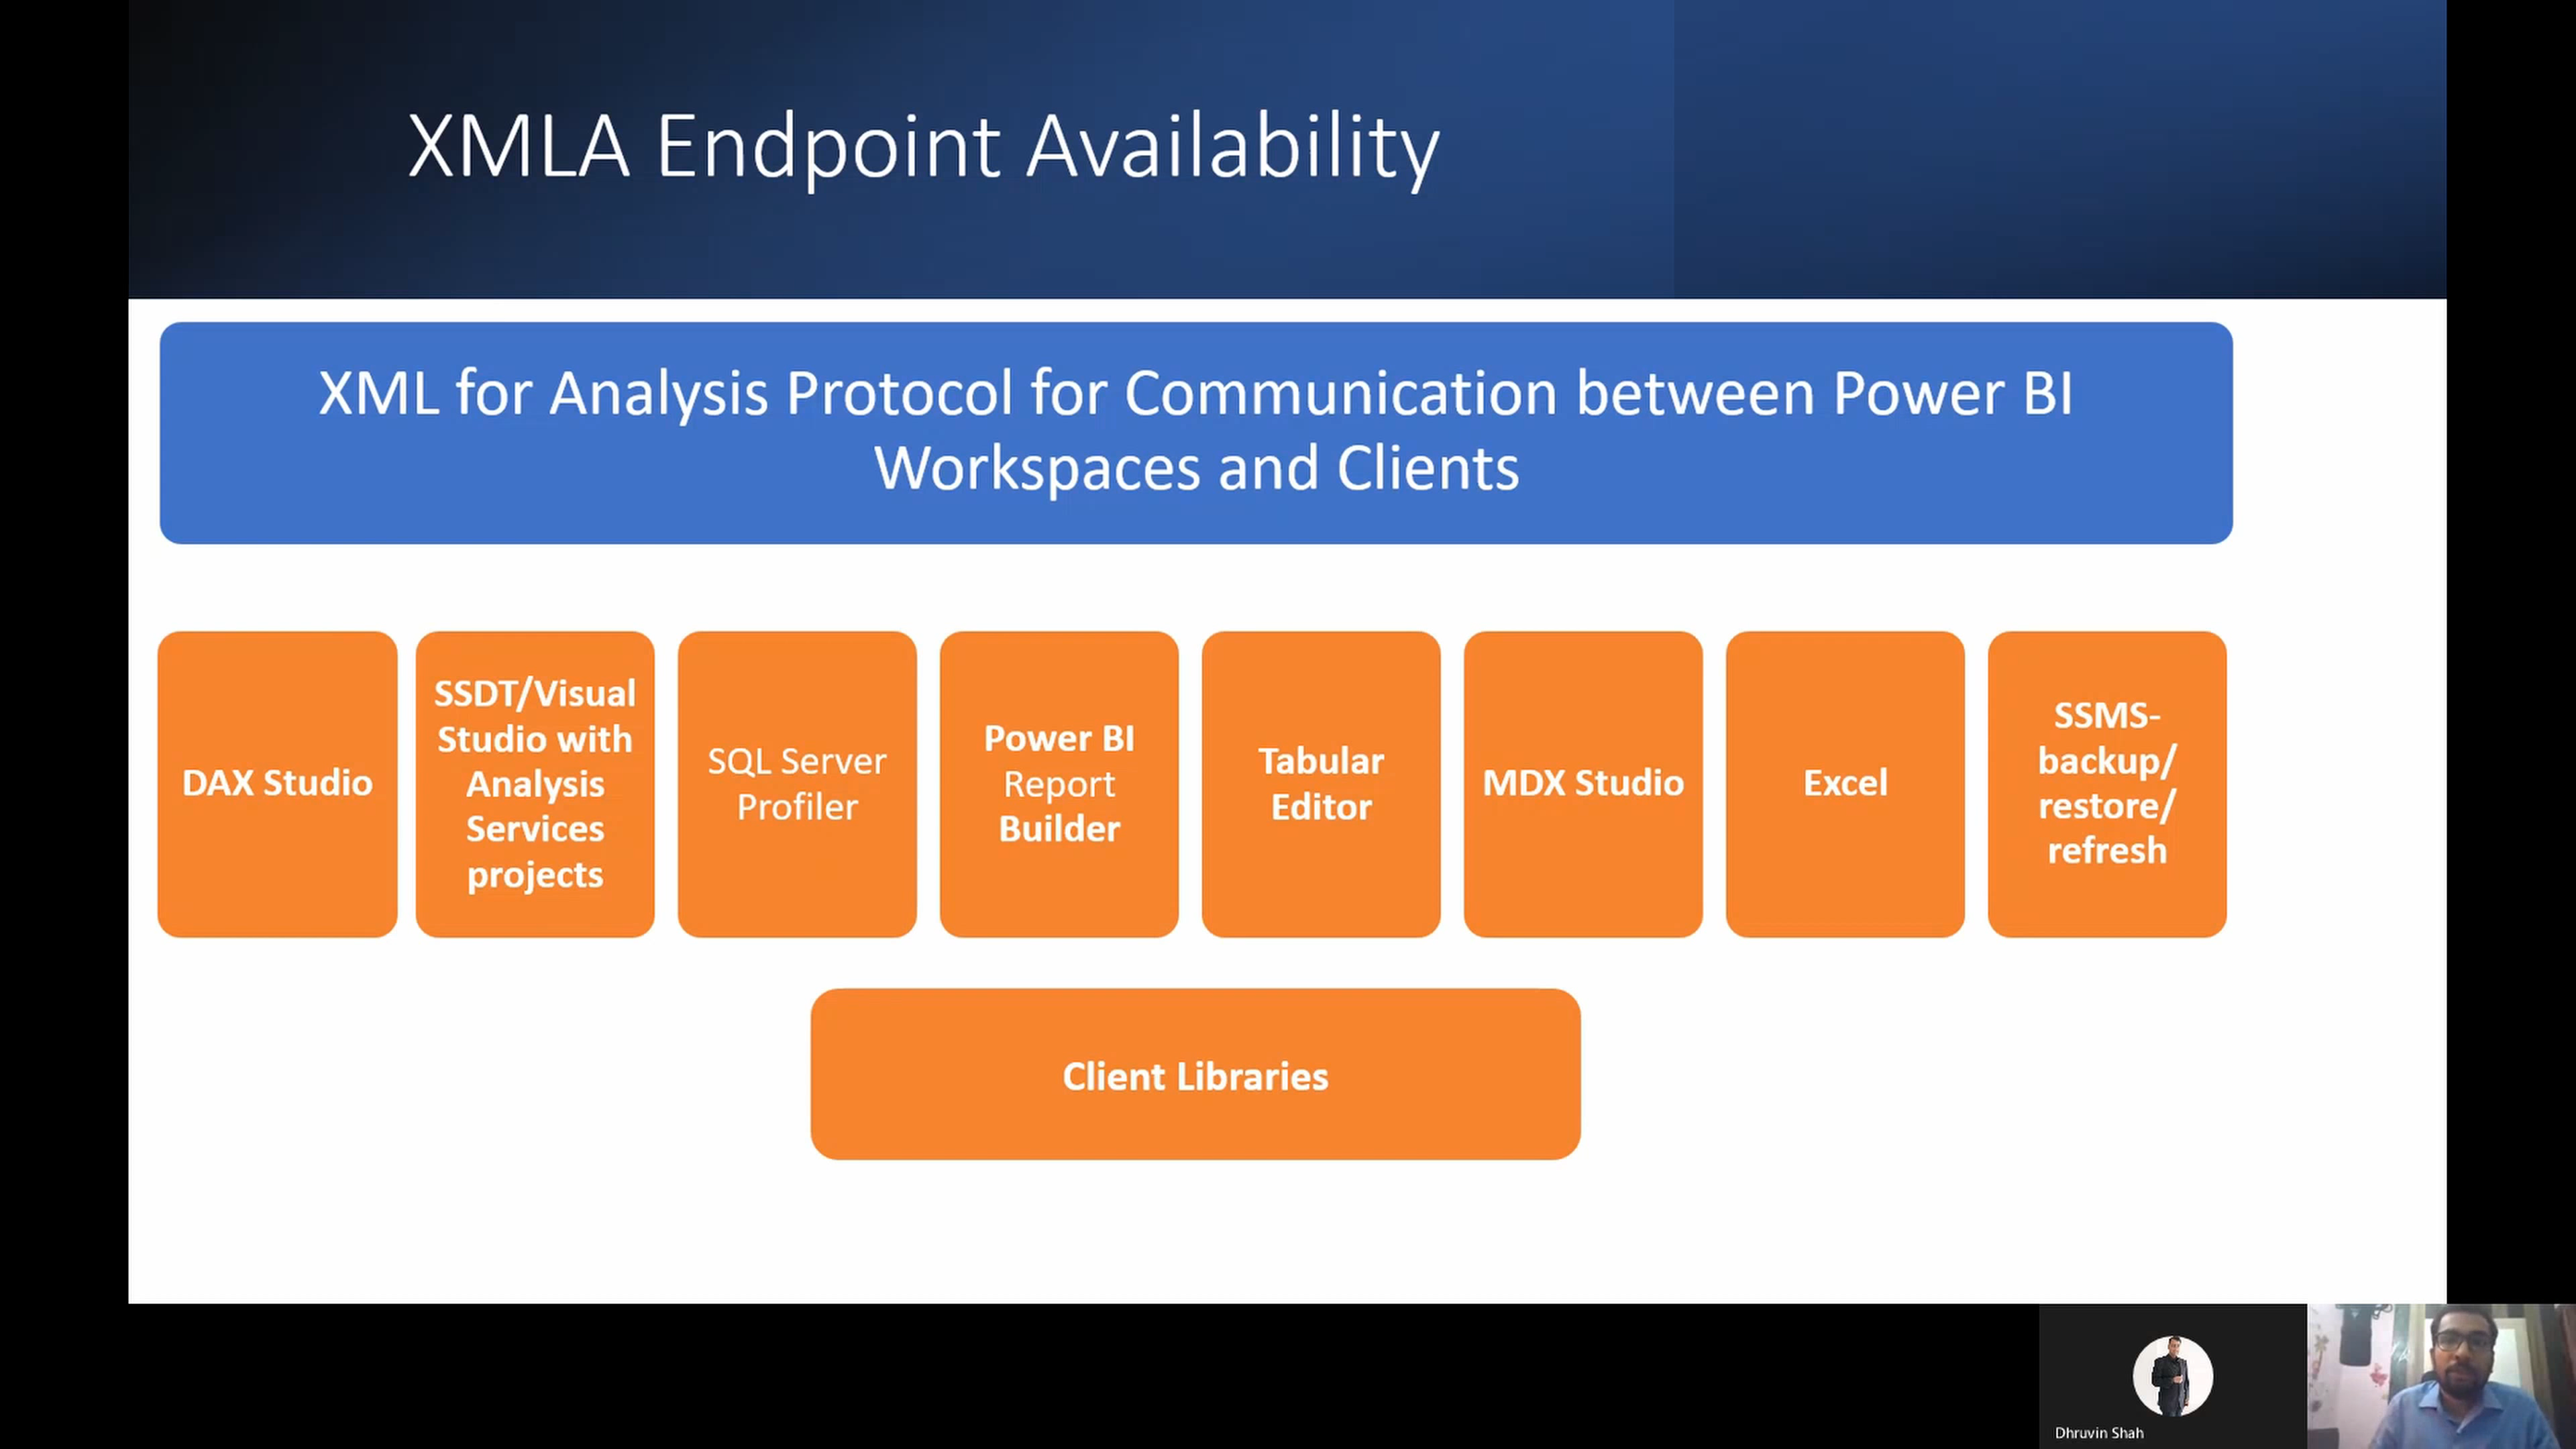 XMLA Endpoint Availability
XML for Analysis Protocol for Communication between Power BI
Workspaces and Clients
DAX Studio
SSDT/Visual
Studio with
Analysis
Services
projects
SQL Server
Profiler
Power BI
Report
Builder
Tabular
Editor
MDX Studio
Excel
SSMS-
backup/
restore/
refresh
Client Libraries
Dhruvin Shah